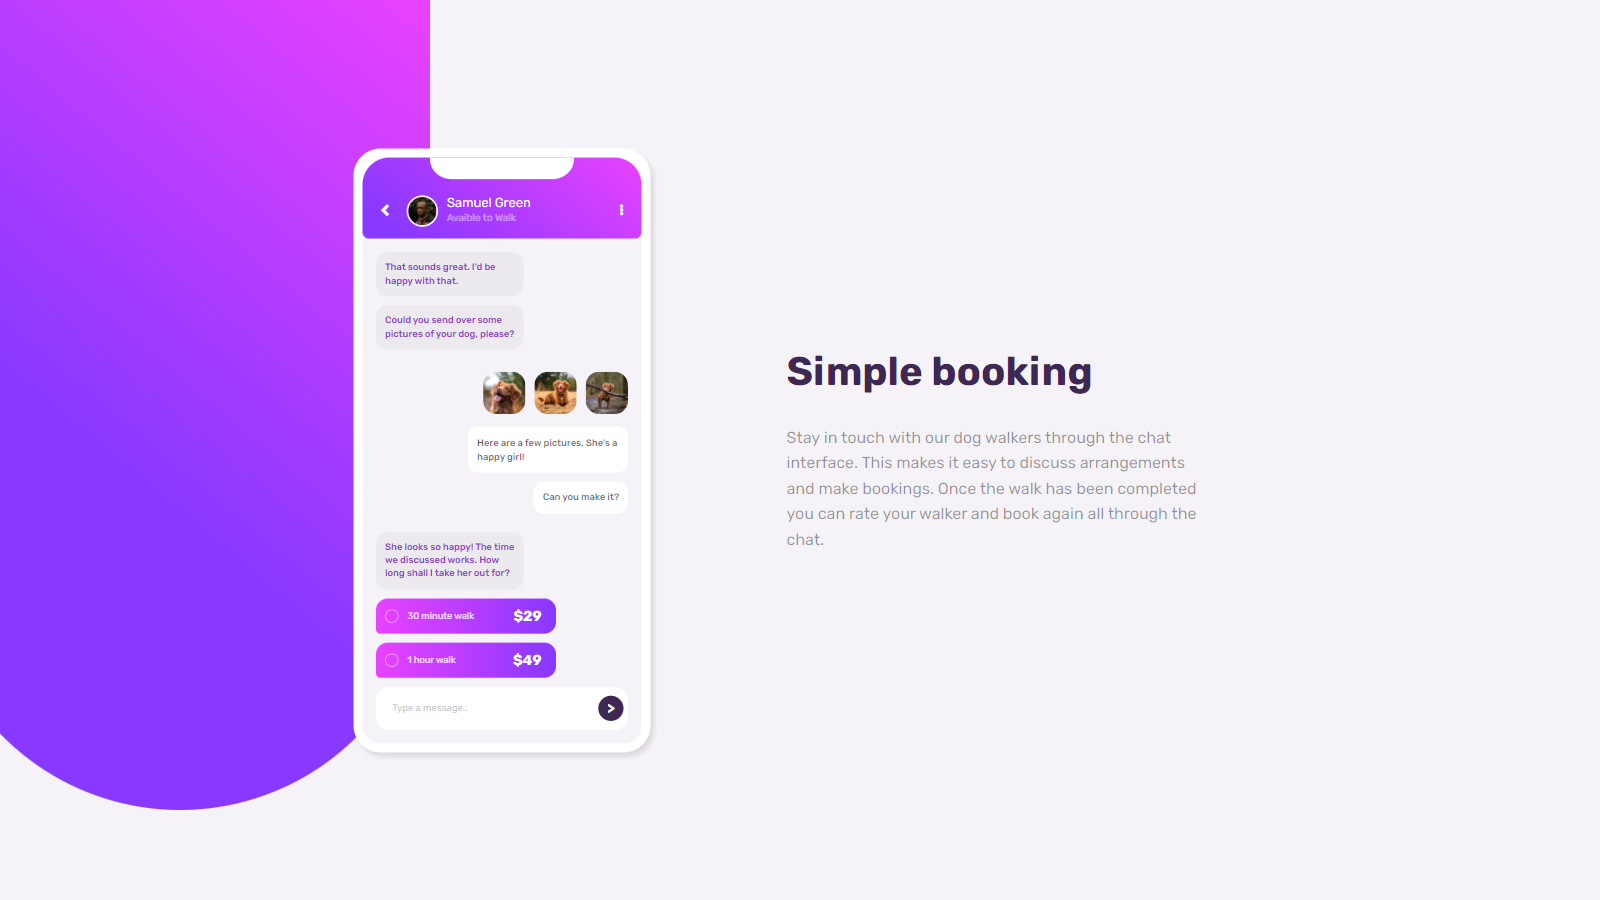 Samuel Green
Avaible to Walk
That sounds great. I'd be
happy with that.
Could you send over some
pictures of your dog, please?
Here are a few pictures. She's a
happy girl!
Can you make it?
She looks so happy! The time
we discussed works. How
long shall I take her out for?
30 minute walk $29
1 hour walk $49
Type a message...
Simple booking
Stay in touch with our dog walkers through the chat
interface. This makes it easy to discuss arrangements
and make bookings. Once the walk has been completed
you can rate your walker and book again all through the
chat.